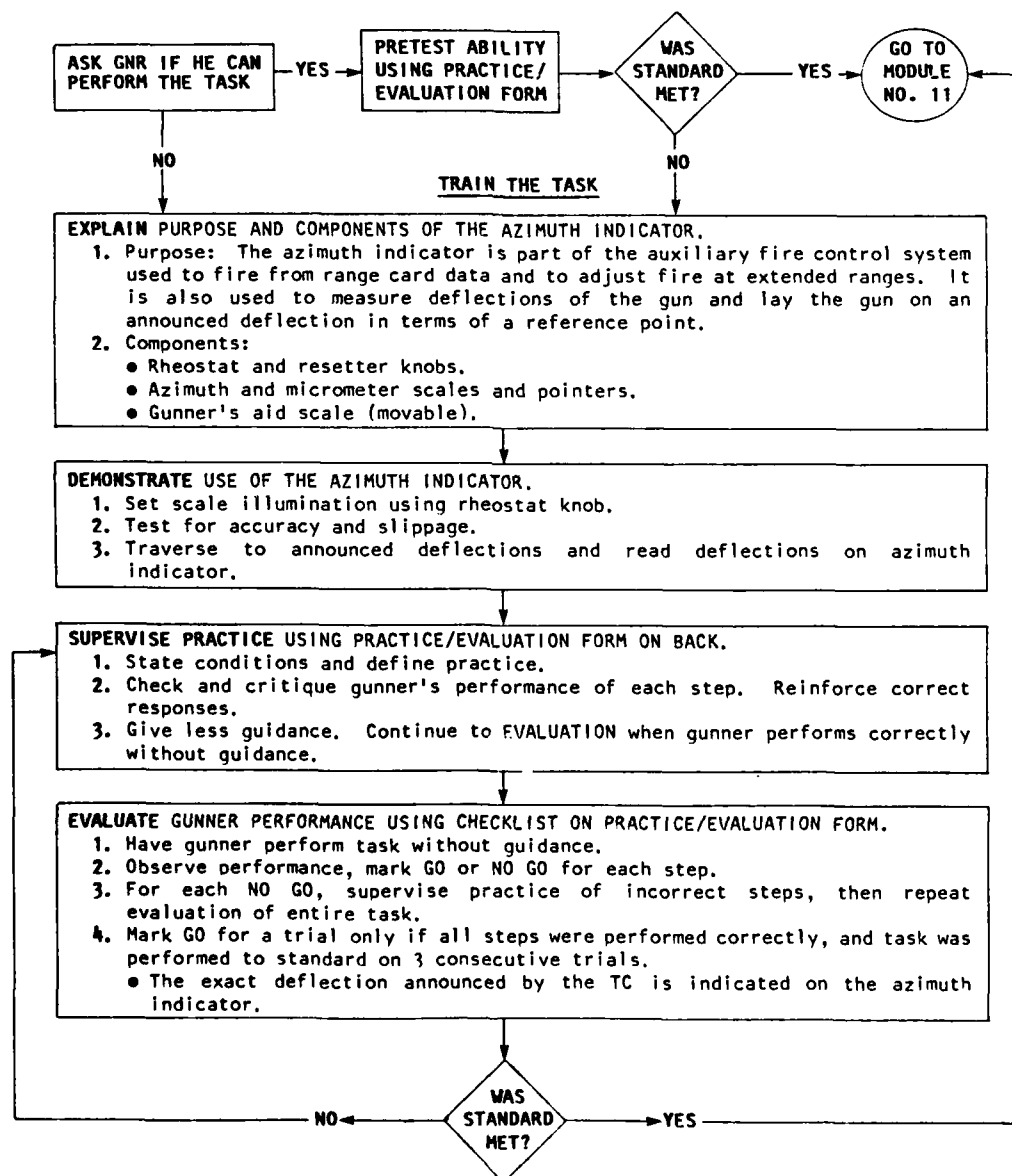 ASK GNR IF HE CAN
PERFORM THE TASK
YES
PRETEST ABILITY
USING PRACTICE/
EVALUATION FORM
WAS
STANDARD
MET?
YES
GO TO
MODULE
NO. 11
NO
NO
TRAIN THE TASK
EXPLAIN PURPOSE AND COMPONENTS OF THE AZIMUTH INDICATOR.
1. Purpose: The azimuth indicator is part of the auxiliary fire control system
used to fire from range card data and to adjust fire at extended ranges. It
is also used to measure deflections of the gun and lay the gun on an
announced deflection in terms of a reference point.
2. Components:
● Rheostat and resetter knobs.
● Azimuth and micrometer scales and pointers.
● Gunner's aid scale (movable).
DEMONSTRATE USE OF THE AZIMUTH INDICATOR.
1. Set scale illumination using rheostat knob.
2. Test for accuracy and slippage.
3. Traverse to announced deflections and read deflections on azimuth
indicator.
SUPERVISE PRACTICE USING PRACTICE/EVALUATION FORM ON BACK.
1. State conditions and define practice.
2. Check and critique gunner's performance of each step. Reinforce correct
responses.
3. Give less guidance. Continue to EVALUATION when gunner performs correctly
without guidance.
EVALUATE GUNNER PERFORMANCE USING CHECKLIST ON PRACTICE/EVALUATION FORM.
1. Have gunner perform task without guidance.
2. Observe performance, mark GO or NO GO for each step.
3. For each NO GO, supervise practice of incorrect steps, then repeat
evaluation of entire task.
4. Mark GO for a trial only if all steps were performed correctly, and task was
performed to standard on 3 consecutive trials.
● The exact deflection announced by the TC is indicated on the azimuth
indicator.
NO
WAS
STANDARD
MET?
YES